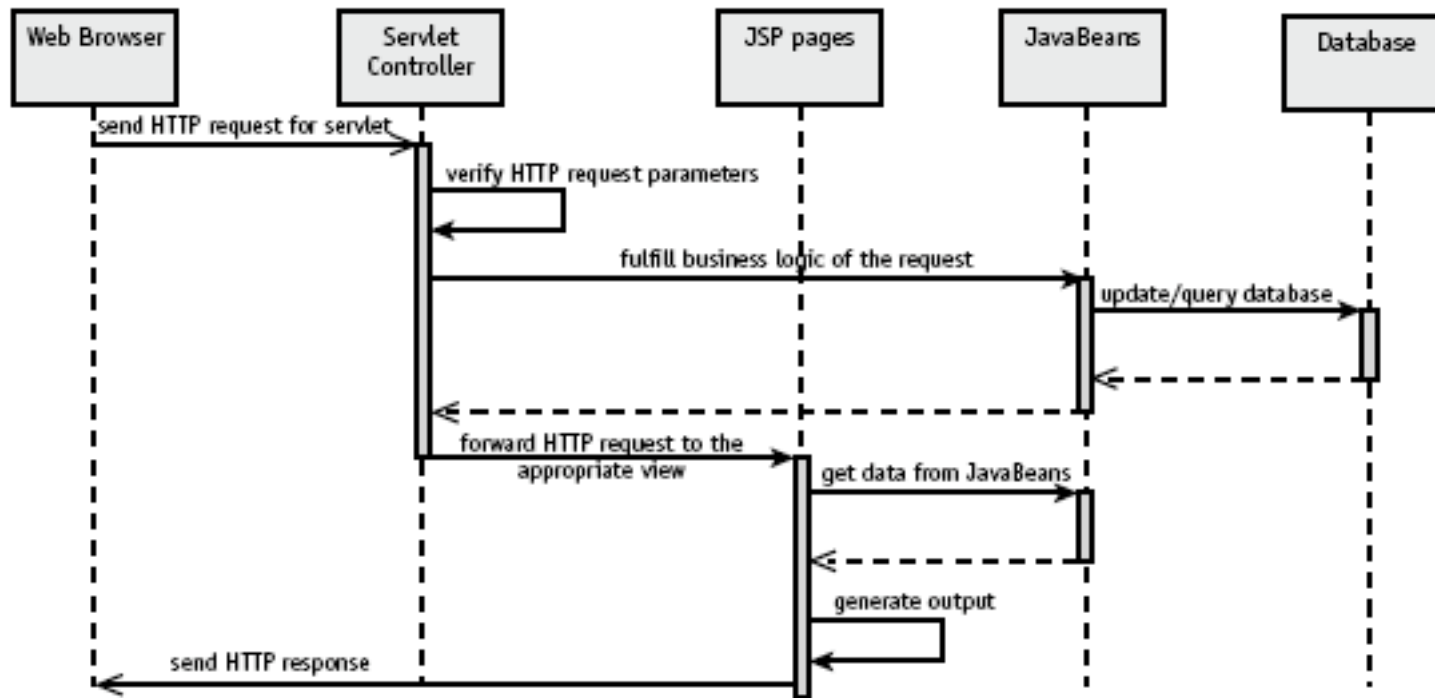 Web Browser
Servlet
Controller
JSP pages
JavaBeans
Database
send HTTP request for servlet
verify HTTP request parameters
fulfill business logic of the request
update/query database
forward HTTP request to the
appropriate view
get data from JavaBeans
generate output
send HTTP response